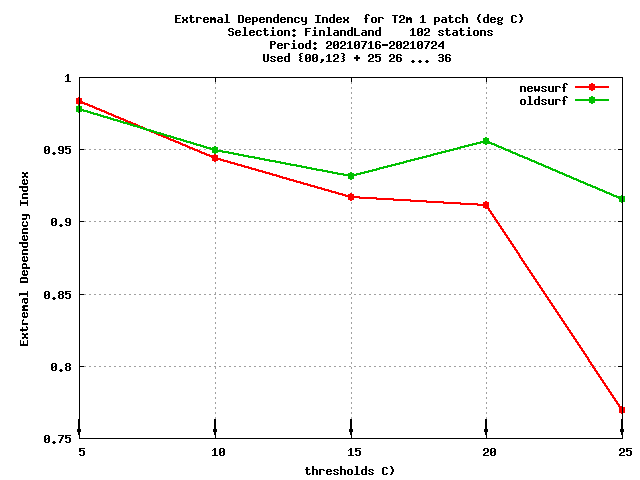 Extremal Dependency Index  for T2m 1 patch (deg C)
Selection: FinlandLand    102 stations
Period: 20210716-20210724
Used {00,12} + 25 26 ... 36
newsurf
oldsurf
Extremal Dependency Index
1
0.95
0.9
0.85
0.8
0.75
5 10 15 20 25
thresholds C)